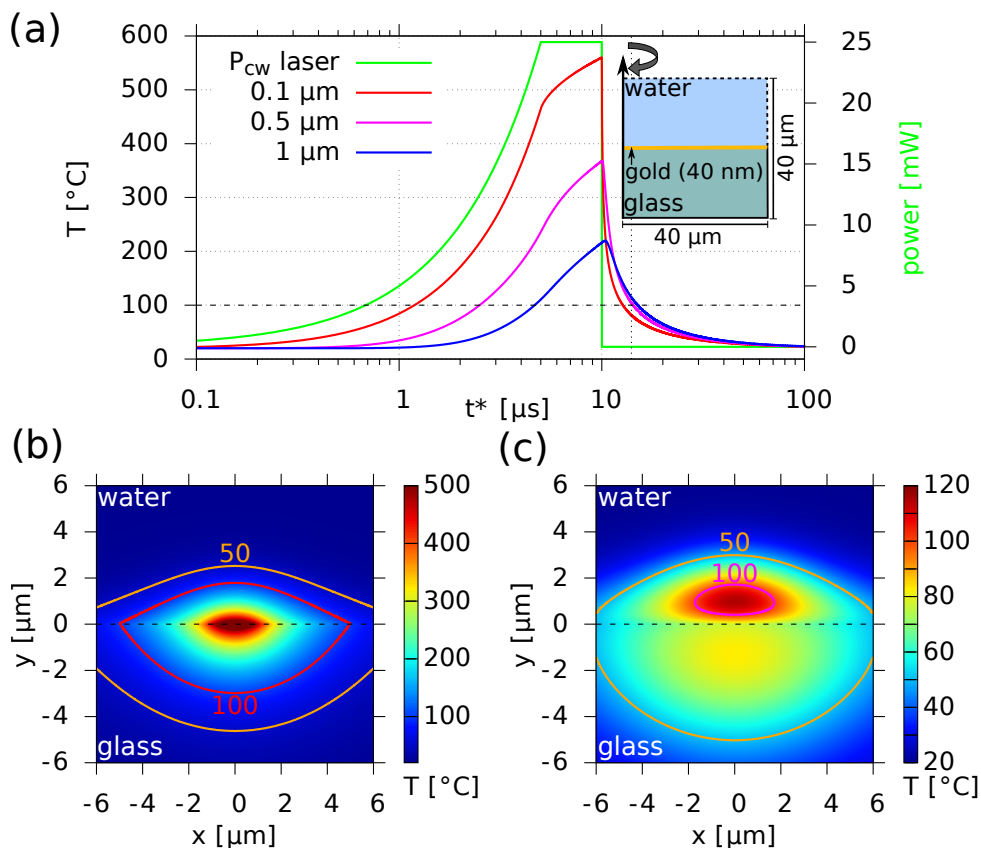 (a)
600
500
400
300
200
100
0
T [°C]
P_cw laser
0.1 µm
0.5 µm
1 µm
water
gold (40 nm)
glass
40 µm
40 µm
25
20
15
10
5
0
power [mW]
0.1
1
10
100
t* [µs]
(b)
6
4
2
0
-2
-4
-6
y [µm]
water
50
100
glass
-6
-4
-2
0
2
4
6
x [µm]
500
400
300
200
100
T [°C]
(c)
6
4
2
0
-2
-4
-6
y [µm]
water
50
100
glass
-6
-4
-2
0
2
4
6
x [µm]
120
100
80
60
40
20
T [°C]